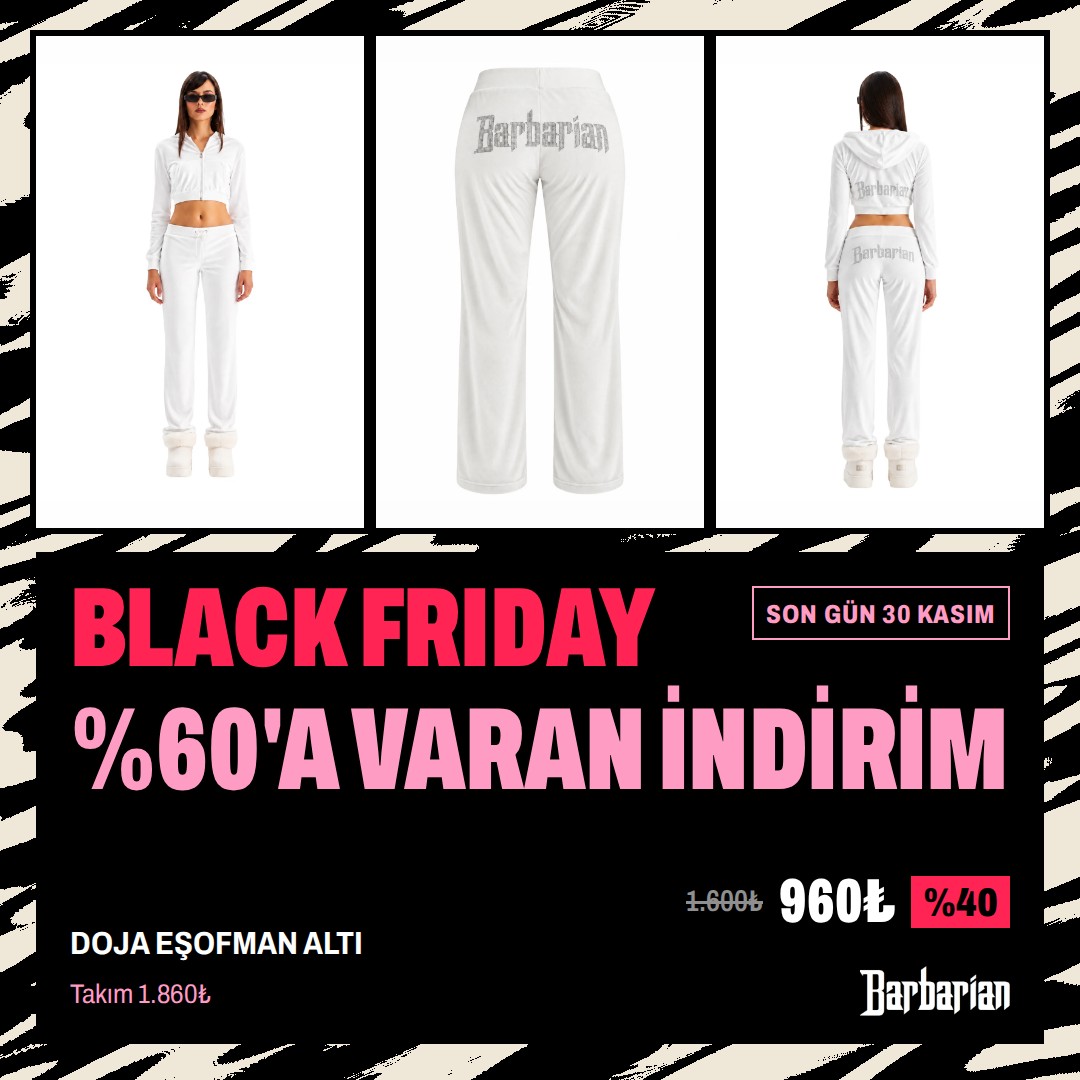 Barbarian
Barbarian
Barbarian
BLACK FRIDAY
SON GÜN 30 KASIM
%60'A VARAN İNDİRİM
1.600₺ 960₺ %40
DOJA EŞOFMAN ALTI
Takım 1.860₺
Barbarian